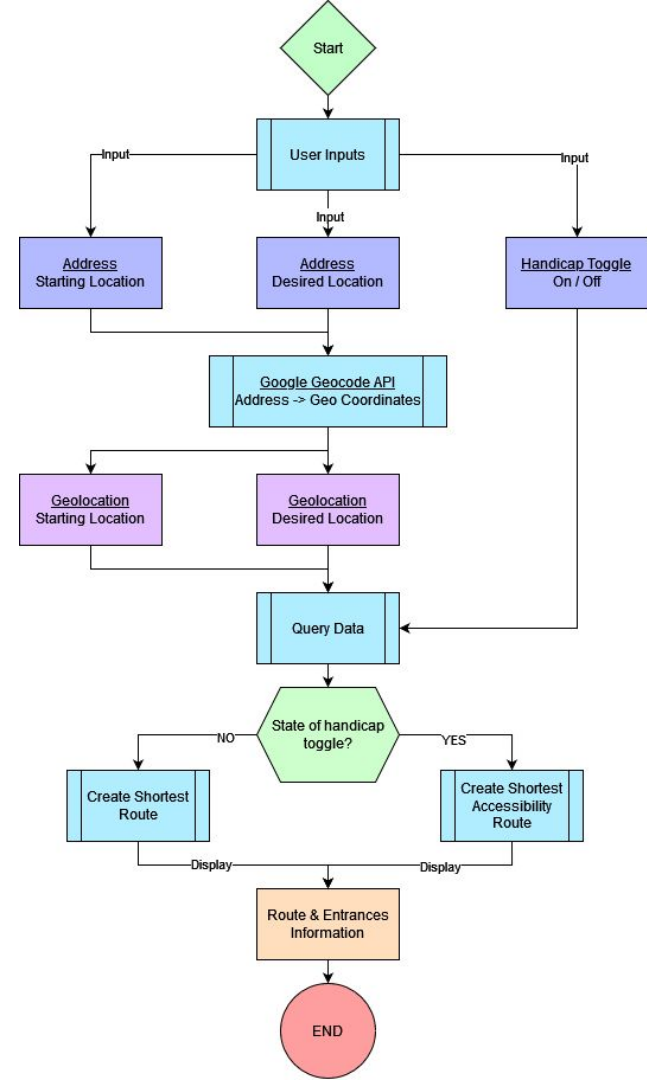 Start
User Inputs
Input
Input
Input
Address
Starting Location
Address
Desired Location
Handicap Toggle
On / Off
Google Geocode API
Address -> Geo Coordinates
Geolocation
Starting Location
Geolocation
Desired Location
Query Data
State of handicap
toggle?
NO
YES
Create Shortest
Route
Create Shortest
Accessibility
Route
Display
Display
Route & Entrances
Information
END